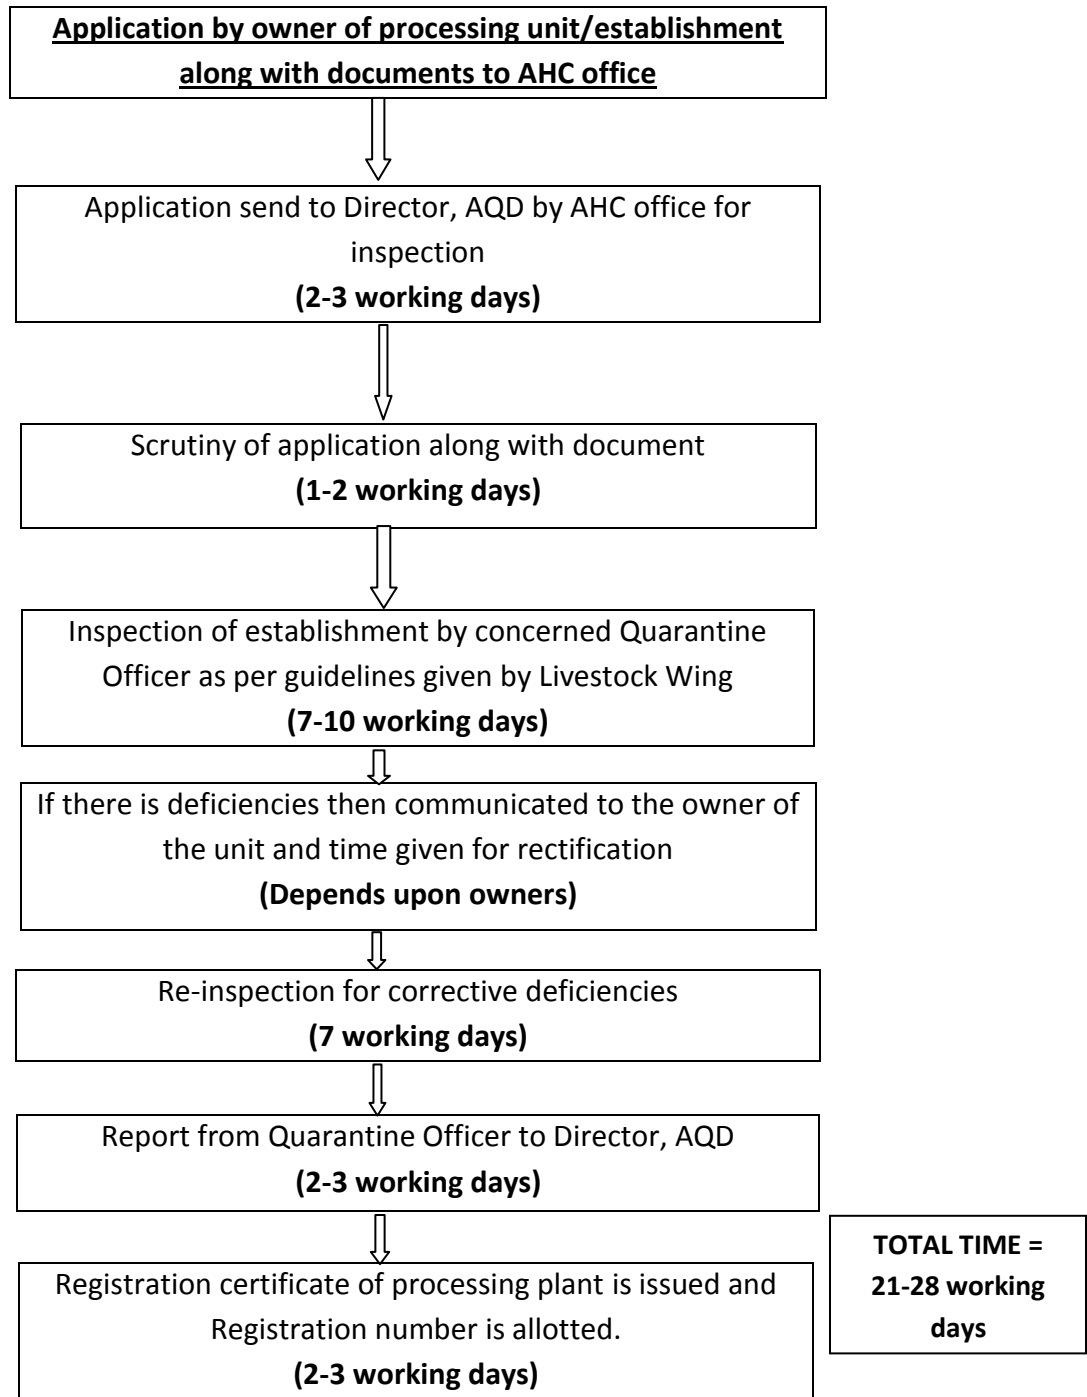 Application by owner of processing unit/establishment
along with documents to AHC office
Application send to Director, AQD by AHC office for
inspection
(2-3 working days)
Scrutiny of application along with document
(1-2 working days)
Inspection of establishment by concerned Quarantine
Officer as per guidelines given by Livestock Wing
(7-10 working days)
If there is deficiencies then communicated to the owner of
the unit and time given for rectification
(Depends upon owners)
Re-inspection for corrective deficiencies
(7 working days)
Report from Quarantine Officer to Director, AQD
(2-3 working days)
Registration certificate of processing plant is issued and
Registration number is allotted.
(2-3 working days)
TOTAL TIME =
21-28 working
days